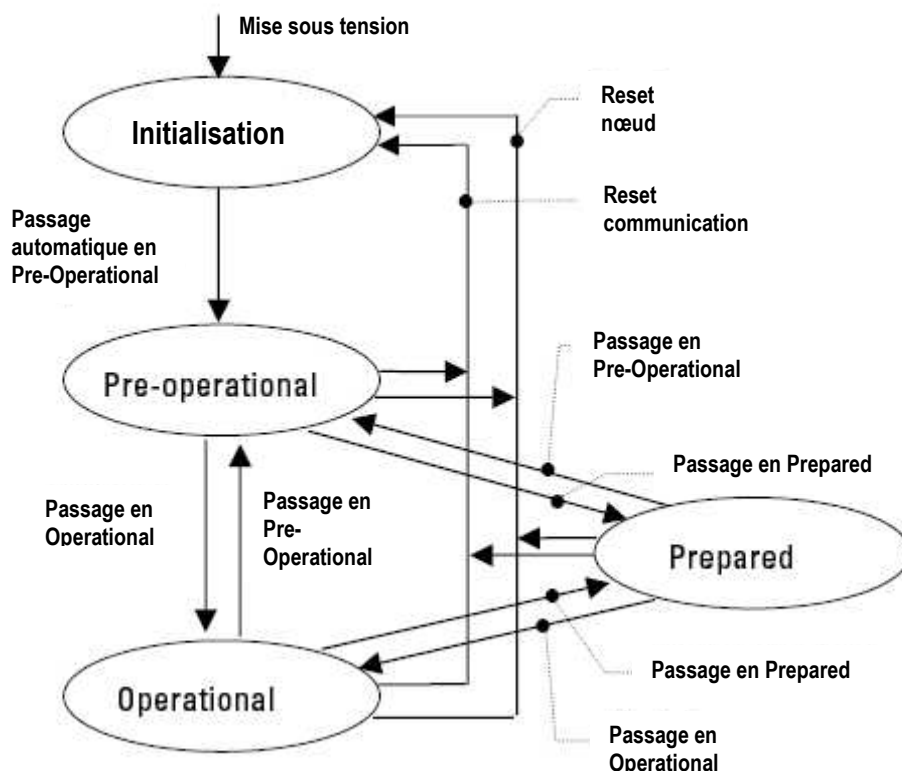 Mise sous tension
Reset
nœud
Initialisation
Reset
communication
Passage
automatique en
Pre-Operational
Passage en
Pre-Operational
Pre-operational
Passage en Prepared
Passage en
Operational
Passage en
Pre-
Operational
Prepared
Passage en Prepared
Operational
Passage en
Operational